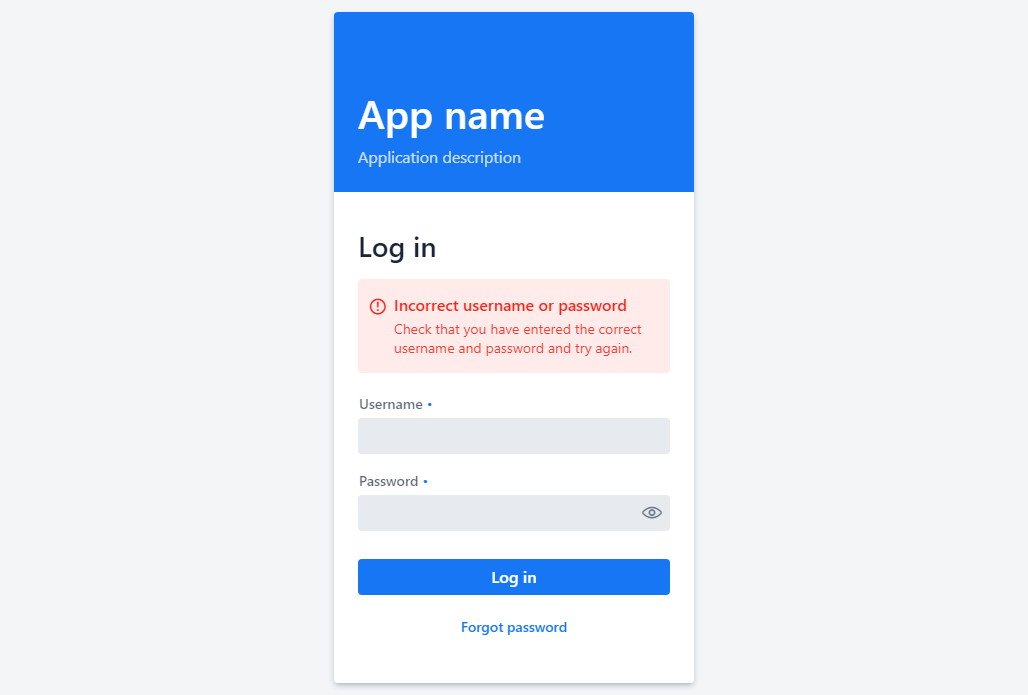 App name
Application description
Log in
Incorrect username or password
Check that you have entered the correct
username and password and try again.
Username •
Password •
Log in
Forgot password